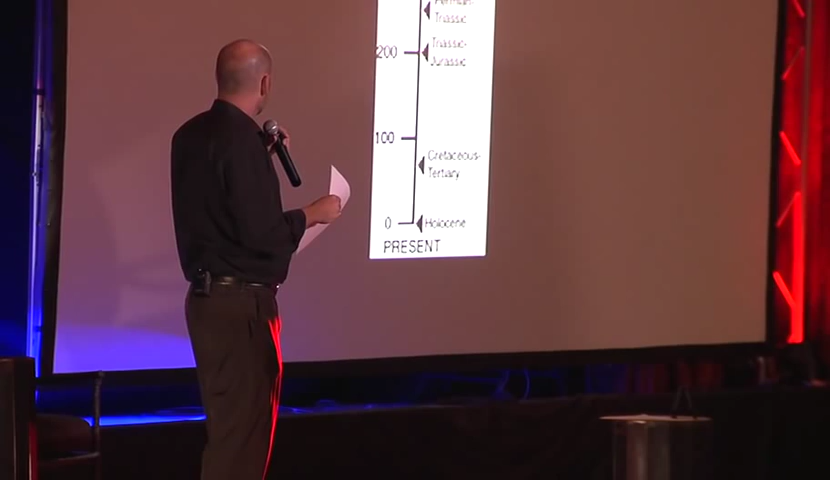 Permian-
Triassic
200
Triassic-
Jurassic
100
Cretaceous-
Tertiary
0
Holocene
PRESENT